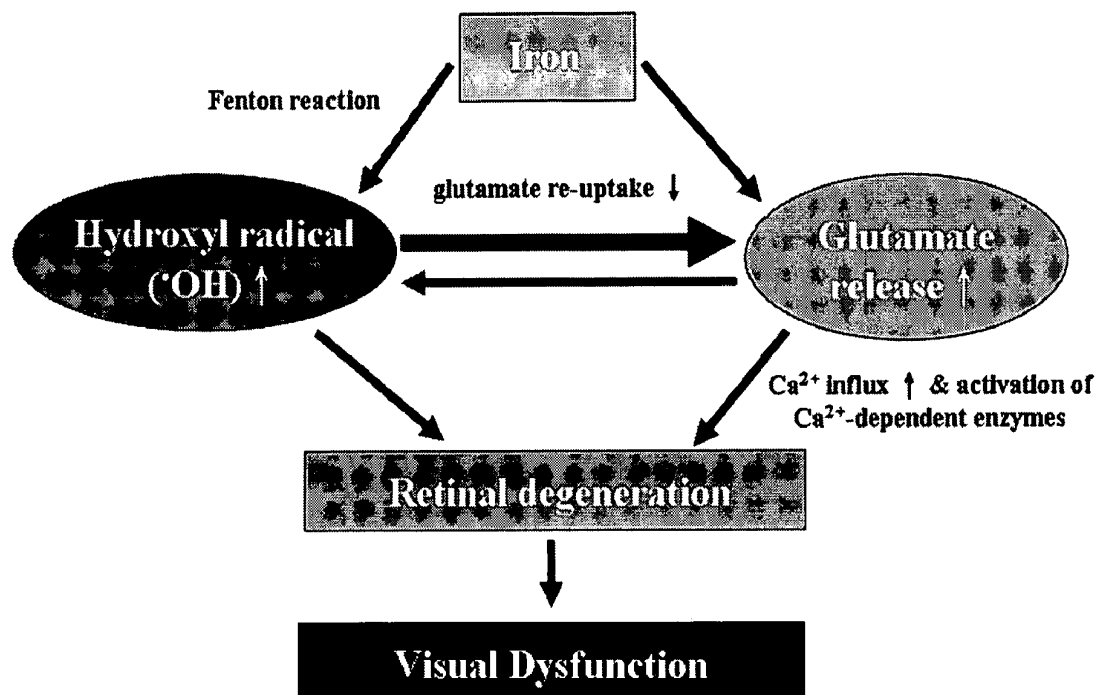 Iron
Fenton reaction
glutamate re-uptake ↓
Hydroxyl radical
(•OH) ↑
Glutamate
release ↑
Ca²⁺ influx ↑ & activation of
Ca²⁺-dependent enzymes
Retinal degeneration
Visual Dysfunction